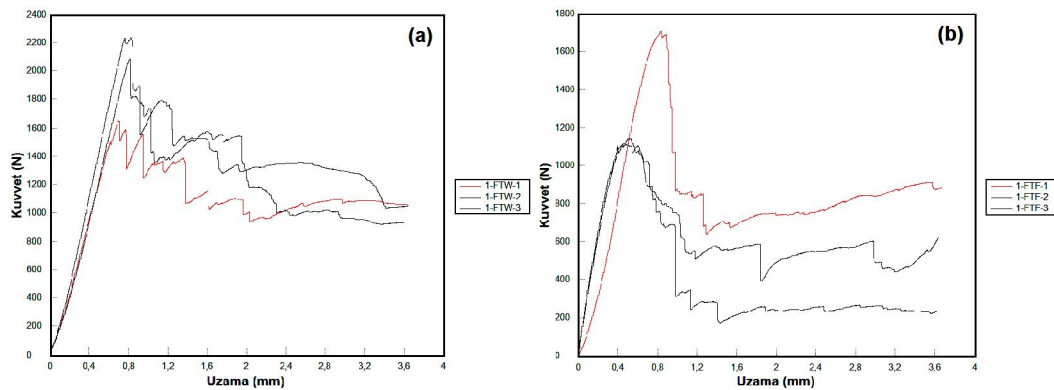 (a)
Kuvvet (N)
2400
2200
2000
1800
1600
1400
1200
1000
800
600
400
200
0
0 0,4 0,8 1,2 1,6 2 2,4 2,8 3,2 3,6 4
Uzama (mm)
1-FTW-1
1-FTW-2
1-FTW-3
(b)
Kuvvet (N)
1800
1600
1400
1200
1000
800
600
400
200
0
0 0,4 0,8 1,2 1,6 2 2,4 2,8 3,2 3,6 4
Uzama (mm)
1-FTF-1
1-FTF-2
1-FTF-3